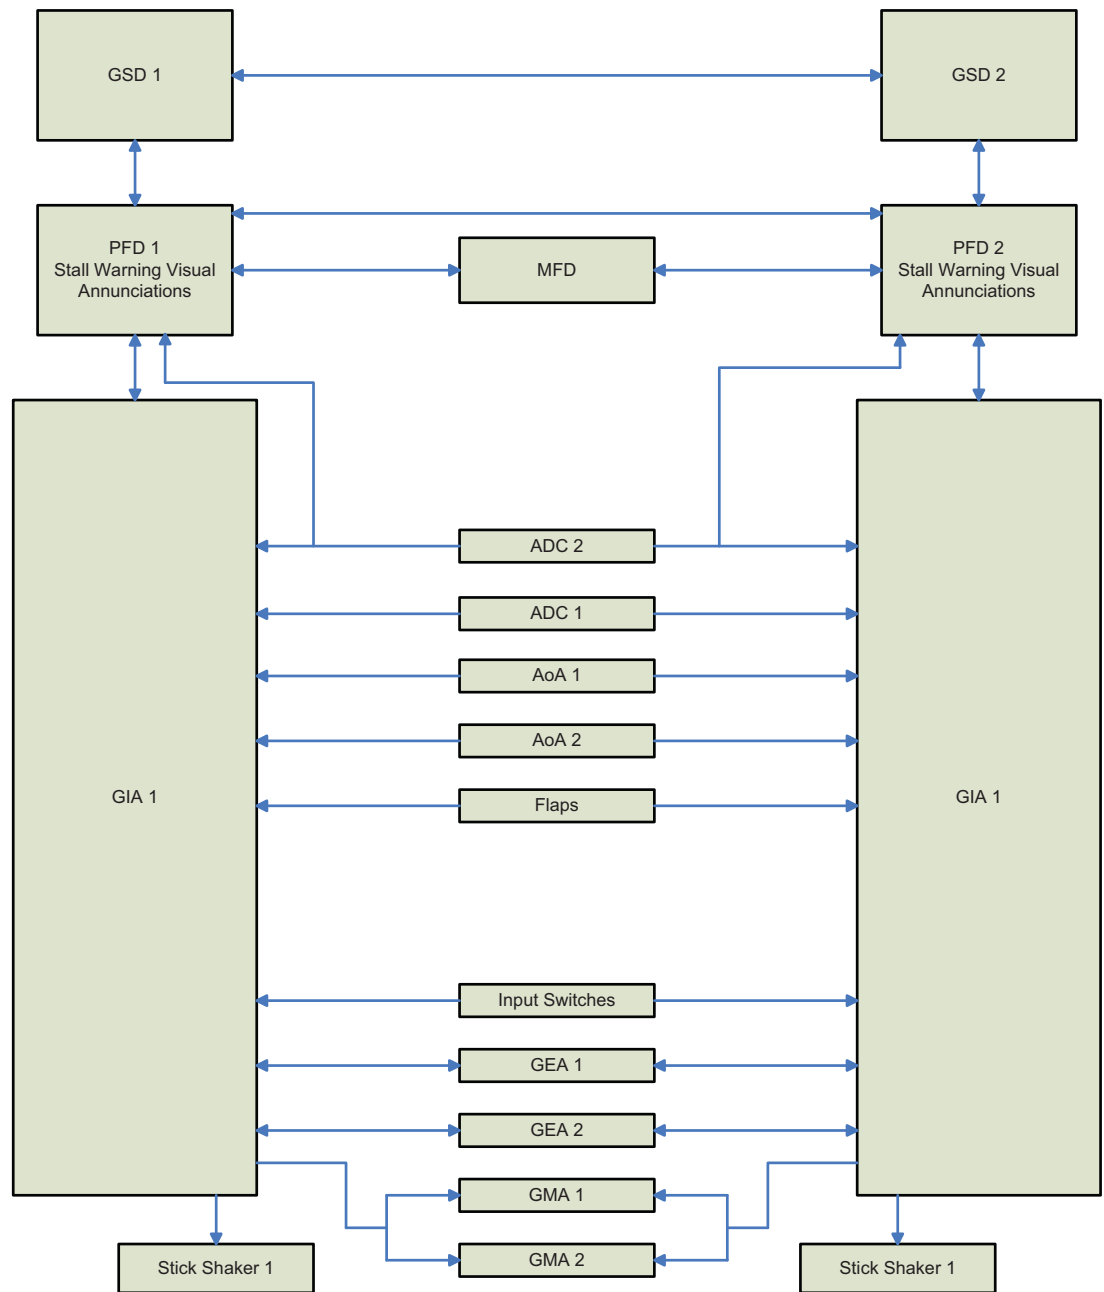 GSD 1
GSD 2
PFD 1
Stall Warning Visual
Annunciations
MFD
PFD 2
Stall Warning Visual
Annunciations
ADC 2
ADC 1
AoA 1
AoA 2
GIA 1
Flaps
GIA 1
Input Switches
GEA 1
GEA 2
GMA 1
GMA 2
Stick Shaker 1
Stick Shaker 1